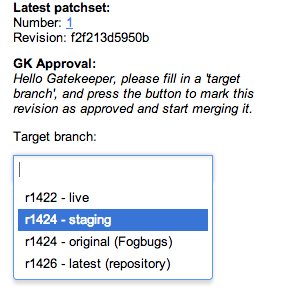 Latest patchset:
Number: 1
Revision: f2f213d5950b
GK Approval:
Hello Gatekeeper, please fill in a 'target
branch', and press the button to mark this
revision as approved and start merging it.
Target branch:
r1422 - live
r1424 - staging
r1424 - original (Fogbugs)
r1426 - latest (repository)